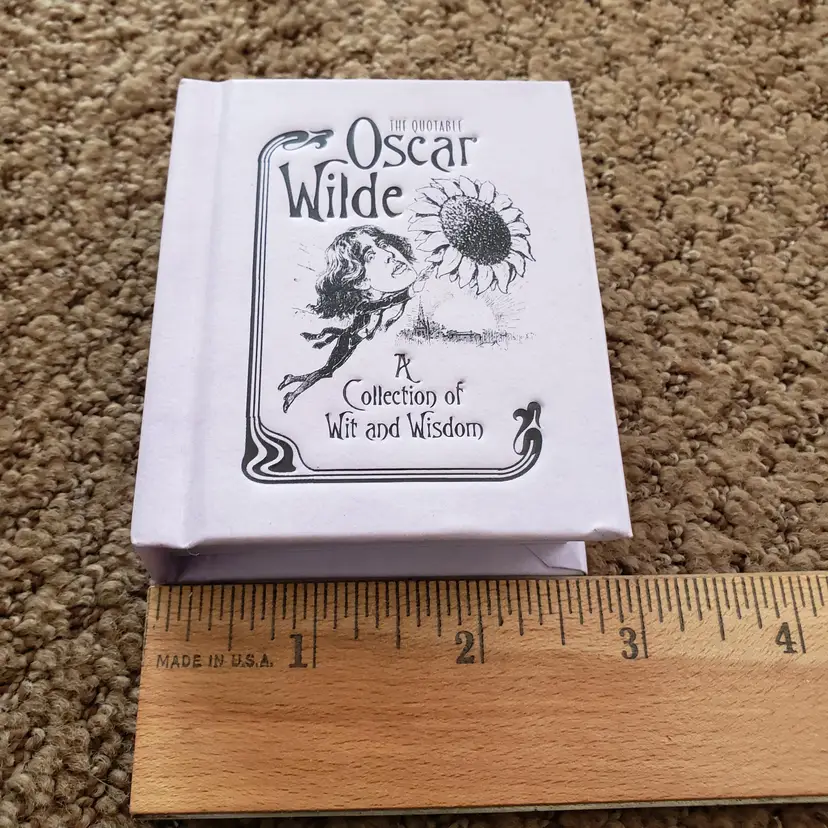 THE QUOTABLE
Oscar
Wilde
A
Collection of
Wit and Wisdom
MADE IN U.S.A. 1 2 3 4